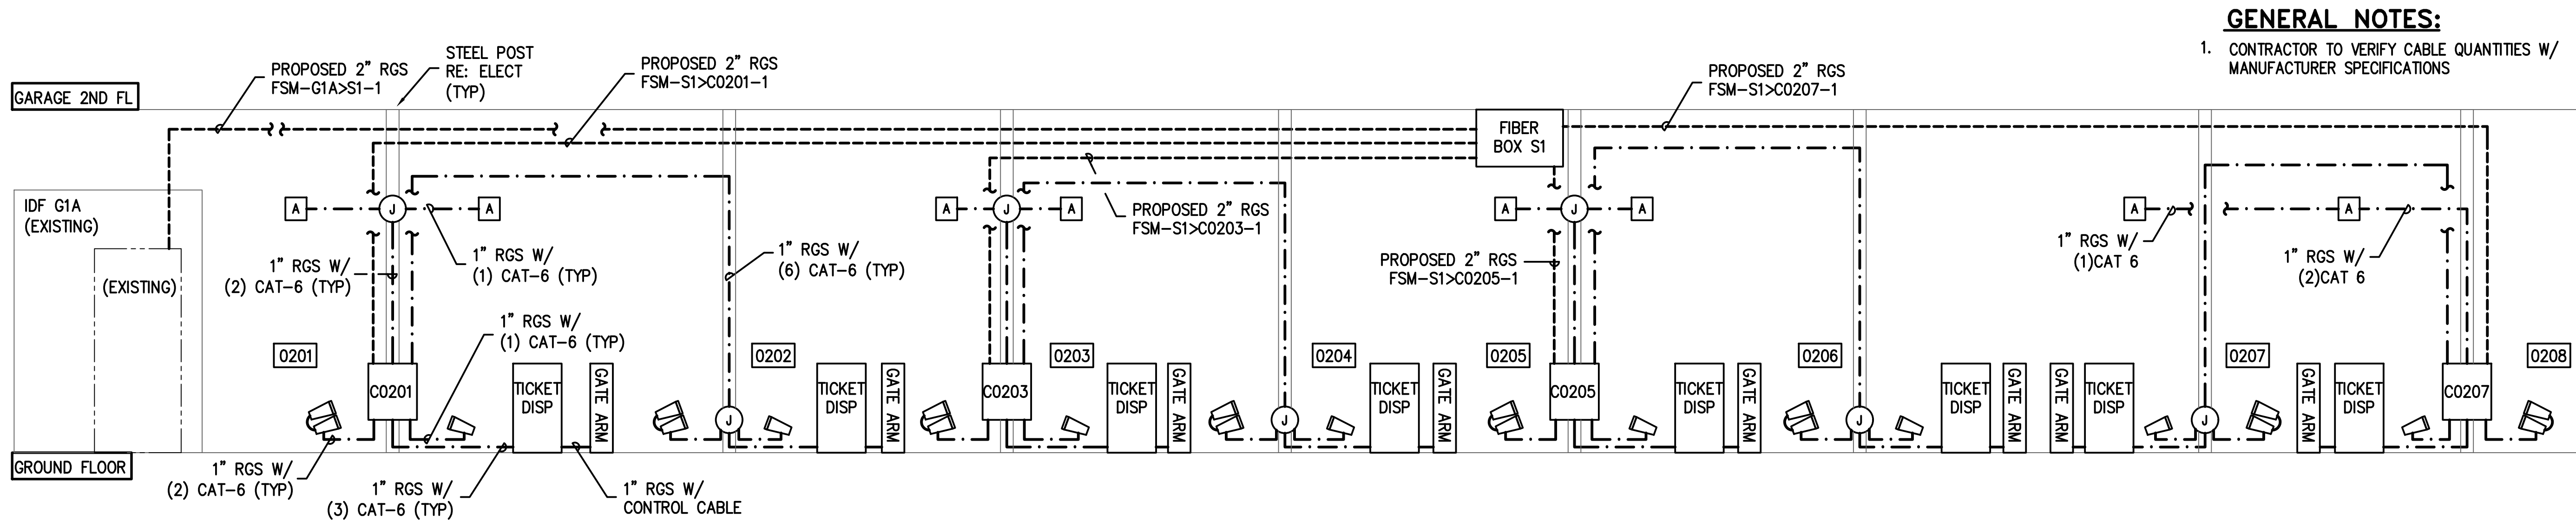 GENERAL NOTES:
1. CONTRACTOR TO VERIFY CABLE QUANTITIES W/
MANUFACTURER SPECIFICATIONS
GARAGE 2ND FL
PROPOSED 2" RGS
FSM-G1A>S1-1
STEEL POST
RE: ELECT
(TYP)
PROPOSED 2" RGS
FSM-S1>C0201-1
PROPOSED 2" RGS
FSM-S1>C0207-1
FIBER
BOX S1
IDF G1A
(EXISTING)
(EXISTING)
A
J
A
A
J
A
A
J
A
A
A
PROPOSED 2" RGS
FSM-S1>C0203-1
1" RGS W/
(2) CAT-6 (TYP)
1" RGS W/
(1) CAT-6 (TYP)
1" RGS W/
(6) CAT-6 (TYP)
PROPOSED 2" RGS
FSM-S1>C0205-1
1" RGS W/
(1)CAT 6
1" RGS W/
(2)CAT 6
1" RGS W/
(1) CAT-6 (TYP)
0201
0202
0203
0204
0205
0206
0207
0208
C0201
TICKET
DISP
GATE ARM
J
TICKET
DISP
GATE ARM
C0203
TICKET
DISP
GATE ARM
J
TICKET
DISP
GATE ARM
C0205
TICKET
DISP
GATE ARM
J
TICKET
DISP
GATE ARM
GATE ARM
TICKET
DISP
J
GATE ARM
TICKET
DISP
C0207
GROUND FLOOR
1" RGS W/
(2) CAT-6 (TYP)
1" RGS W/
(3) CAT-6 (TYP)
1" RGS W/
CONTROL CABLE